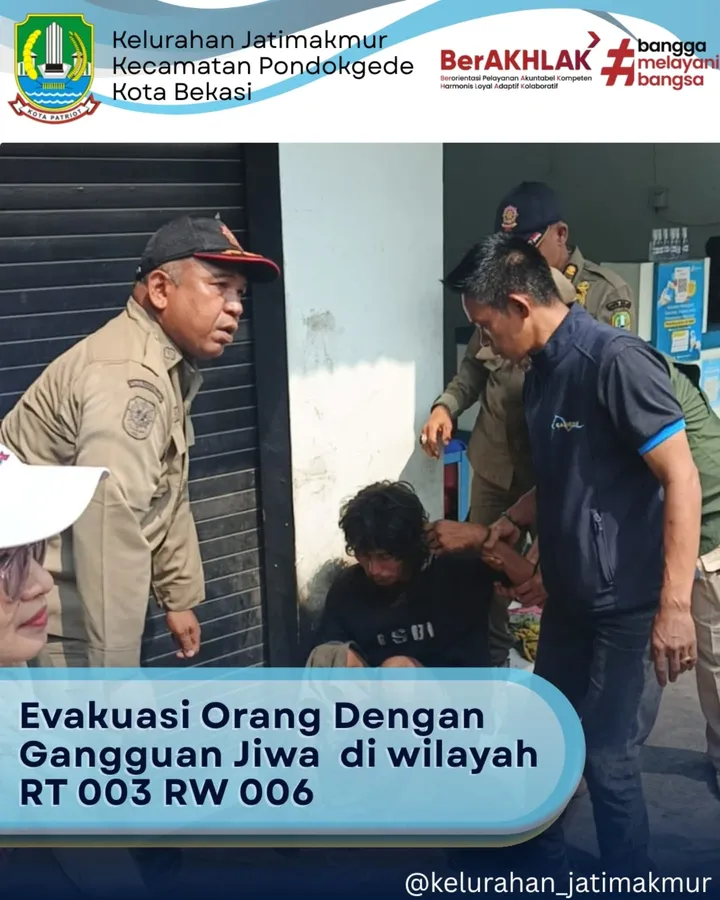 Kelurahan Jatimakmur
Kecamatan Pondokgede
Kota Bekasi
KOTA PATRIOT
BerAKHLAK
Berorientasi Pelayanan Akuntabel Kompeten
Harmonis Loyal Adaptif Kolaboratif
#bangga
melayani
bangsa
Evakuasi Orang Dengan
Gangguan Jiwa di wilayah
RT 003 RW 006
@kelurahan_jatimakmur